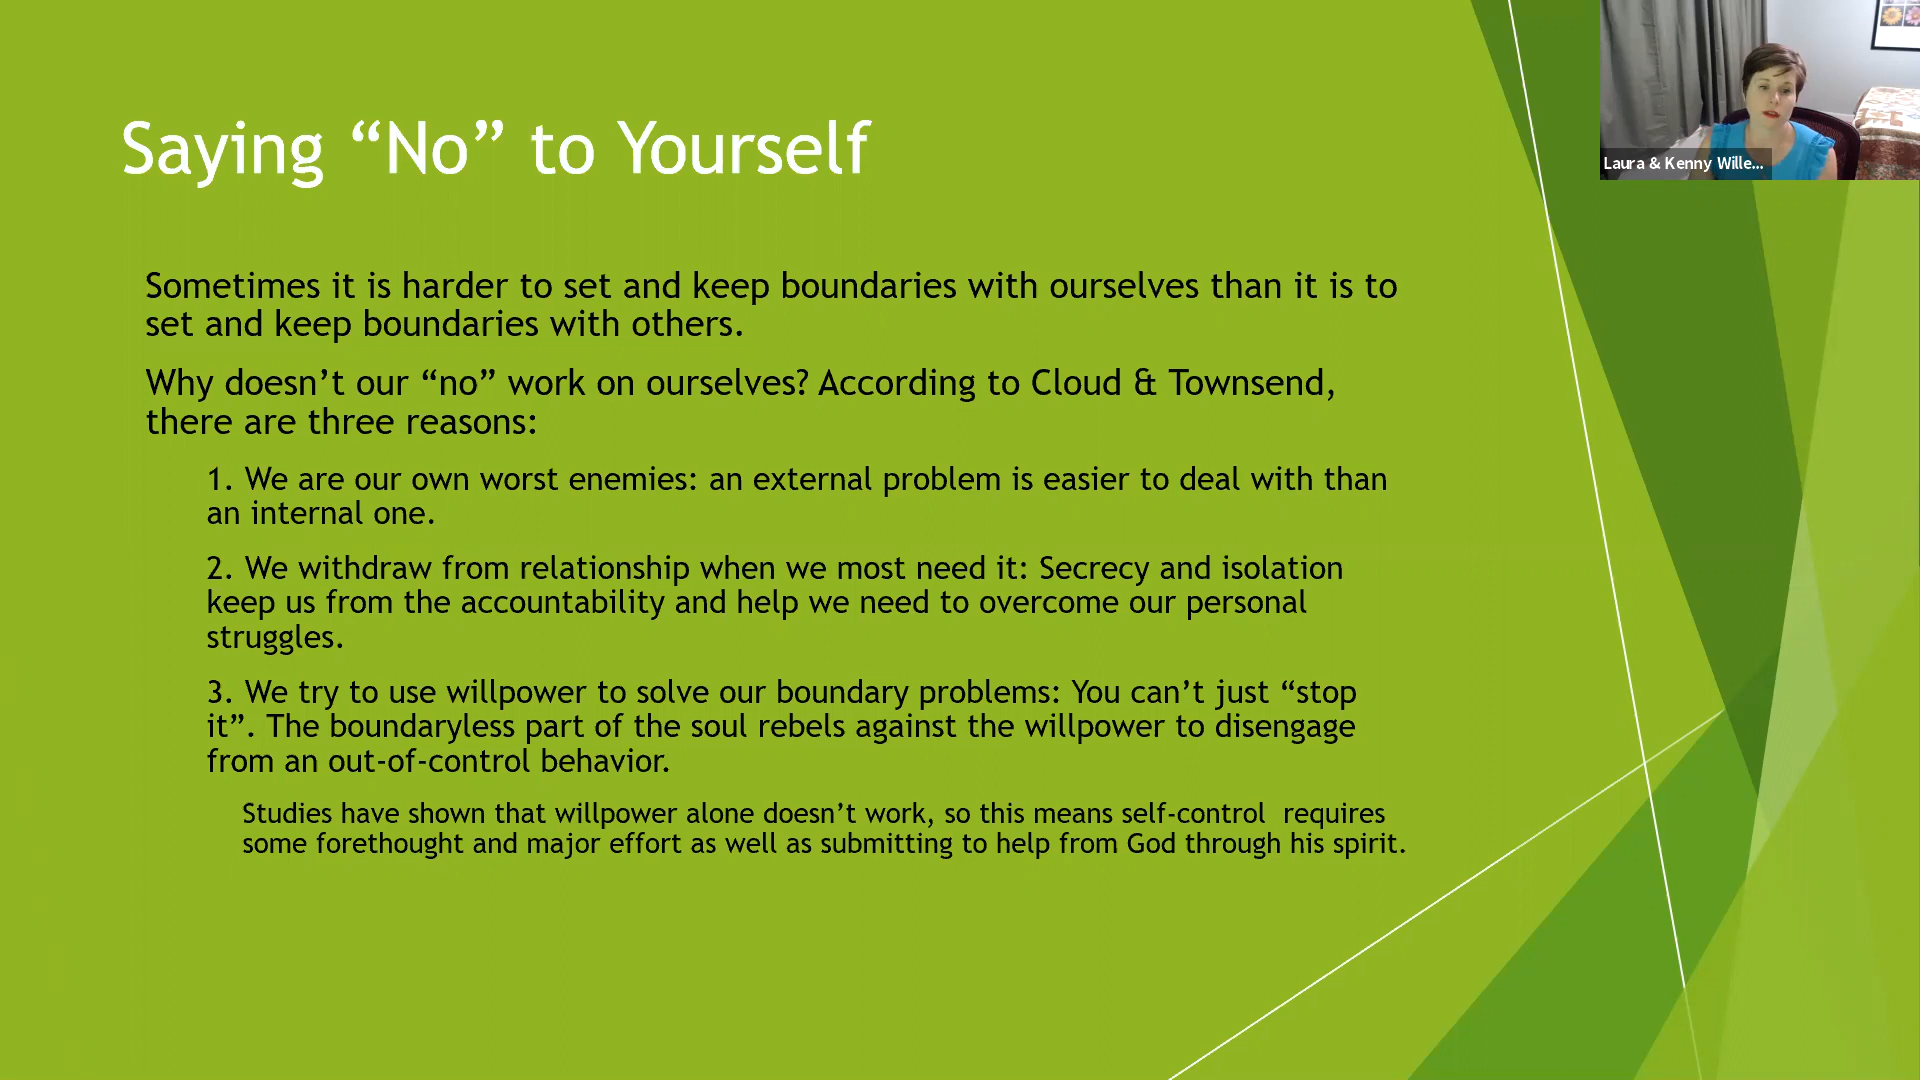 Saying “No” to Yourself
Sometimes it is harder to set and keep boundaries with ourselves than it is to
set and keep boundaries with others.
Why doesn’t our “no” work on ourselves? According to Cloud & Townsend,
there are three reasons:
1. We are our own worst enemies: an external problem is easier to deal with than
an internal one.
2. We withdraw from relationship when we most need it: Secrecy and isolation
keep us from the accountability and help we need to overcome our personal
struggles.
3. We try to use willpower to solve our boundary problems: You can’t just “stop
it”. The boundaryless part of the soul rebels against the willpower to disengage
from an out-of-control behavior.
Studies have shown that willpower alone doesn’t work, so this means self-control  requires
some forethought and major effort as well as submitting to help from God through his spirit.
Laura & Kenny Wille...